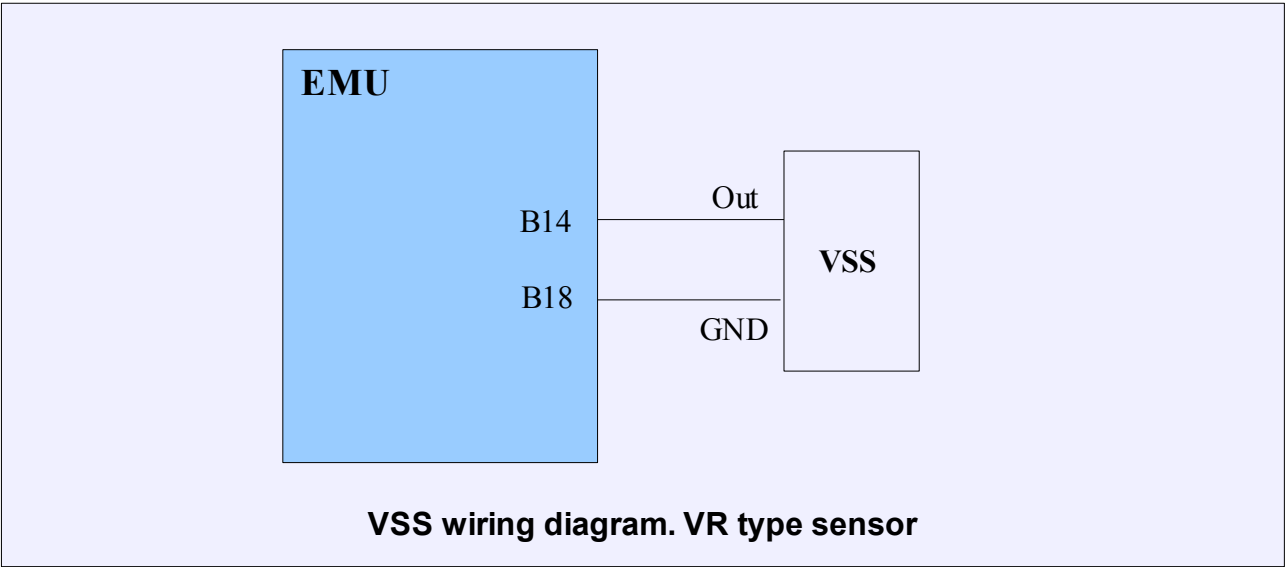 EMU
Out
B14
VSS
B18
GND
VSS wiring diagram. VR type sensor